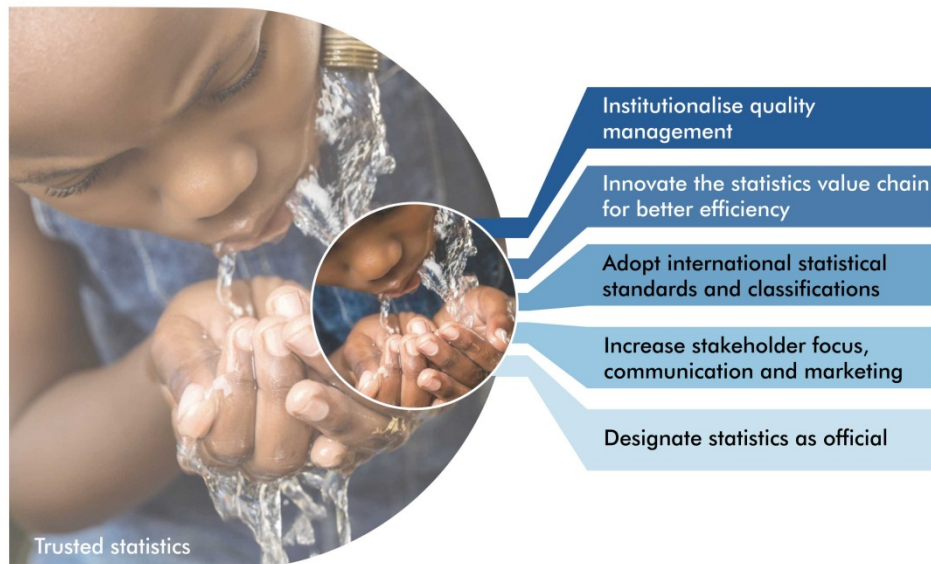 Institutionalise quality
management
Innovate the statistics value chain
for better efficiency
Adopt international statistical
standards and classifications
Increase stakeholder focus,
communication and marketing
Designate statistics as official
Trusted statistics